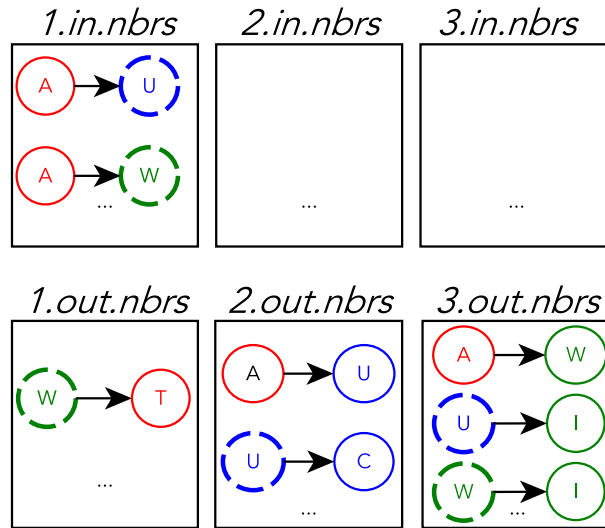 1.in.nbrs 2.in.nbrs 3.in.nbrs
A U
A W
... ... ...
1.out.nbrs 2.out.nbrs 3.out.nbrs
A W
A U
W T
U I
U C
W I
... ... ...